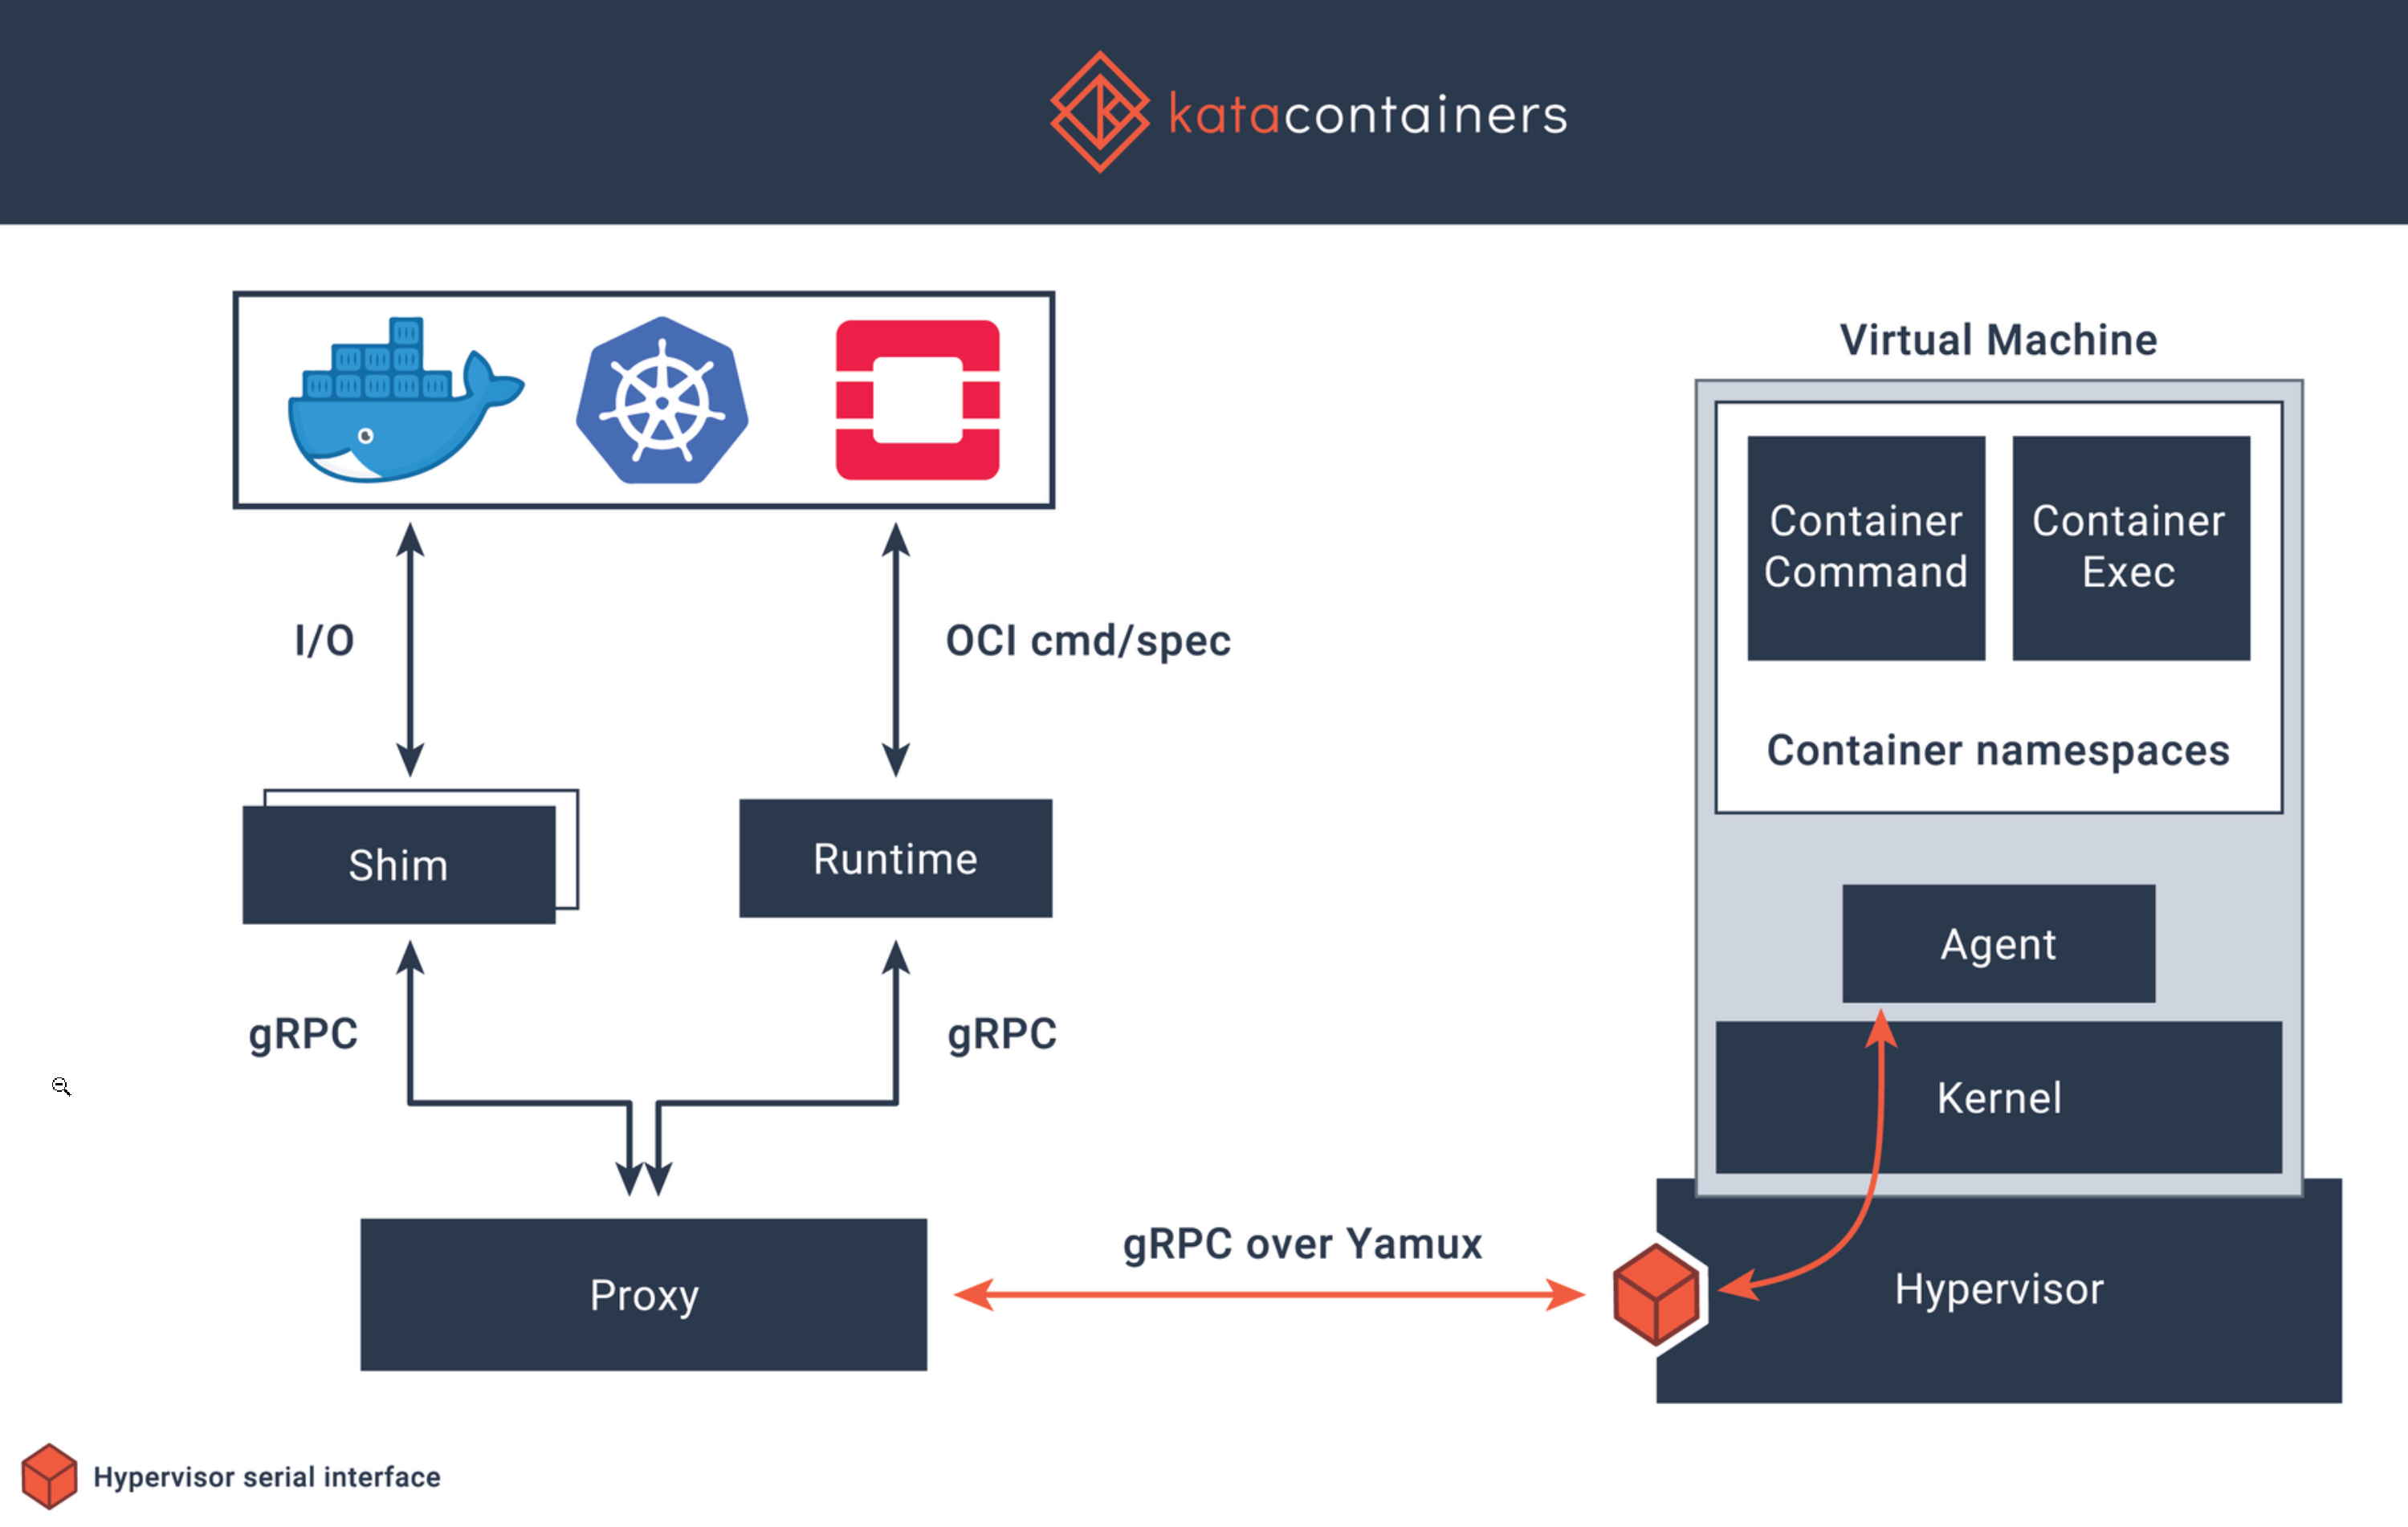 katacontainers
Virtual Machine
Container
Command
Container
Exec
I/O
OCI cmd/spec
Container namespaces
Shim
Runtime
Agent
gRPC
gRPC
Kernel
gRPC over Yamux
Proxy
Hypervisor
Hypervisor serial interface